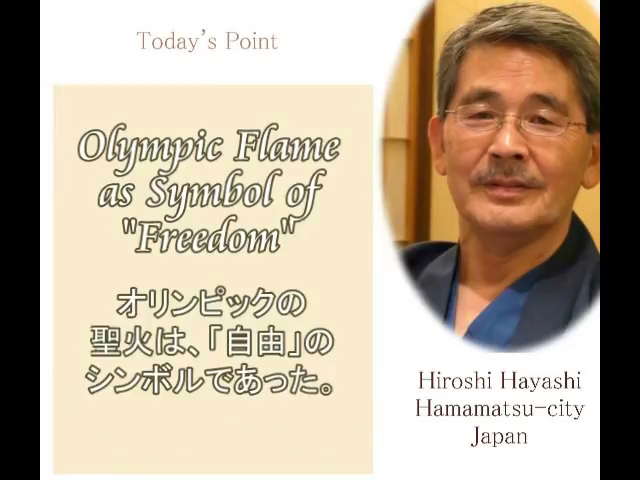 Today's Point
Olympic Flame
as Symbol of
"Freedom"
オリンピックの
聖火は、「自由」の
シンボルであった。
Hiroshi Hayashi
Hamamatsu-city
Japan